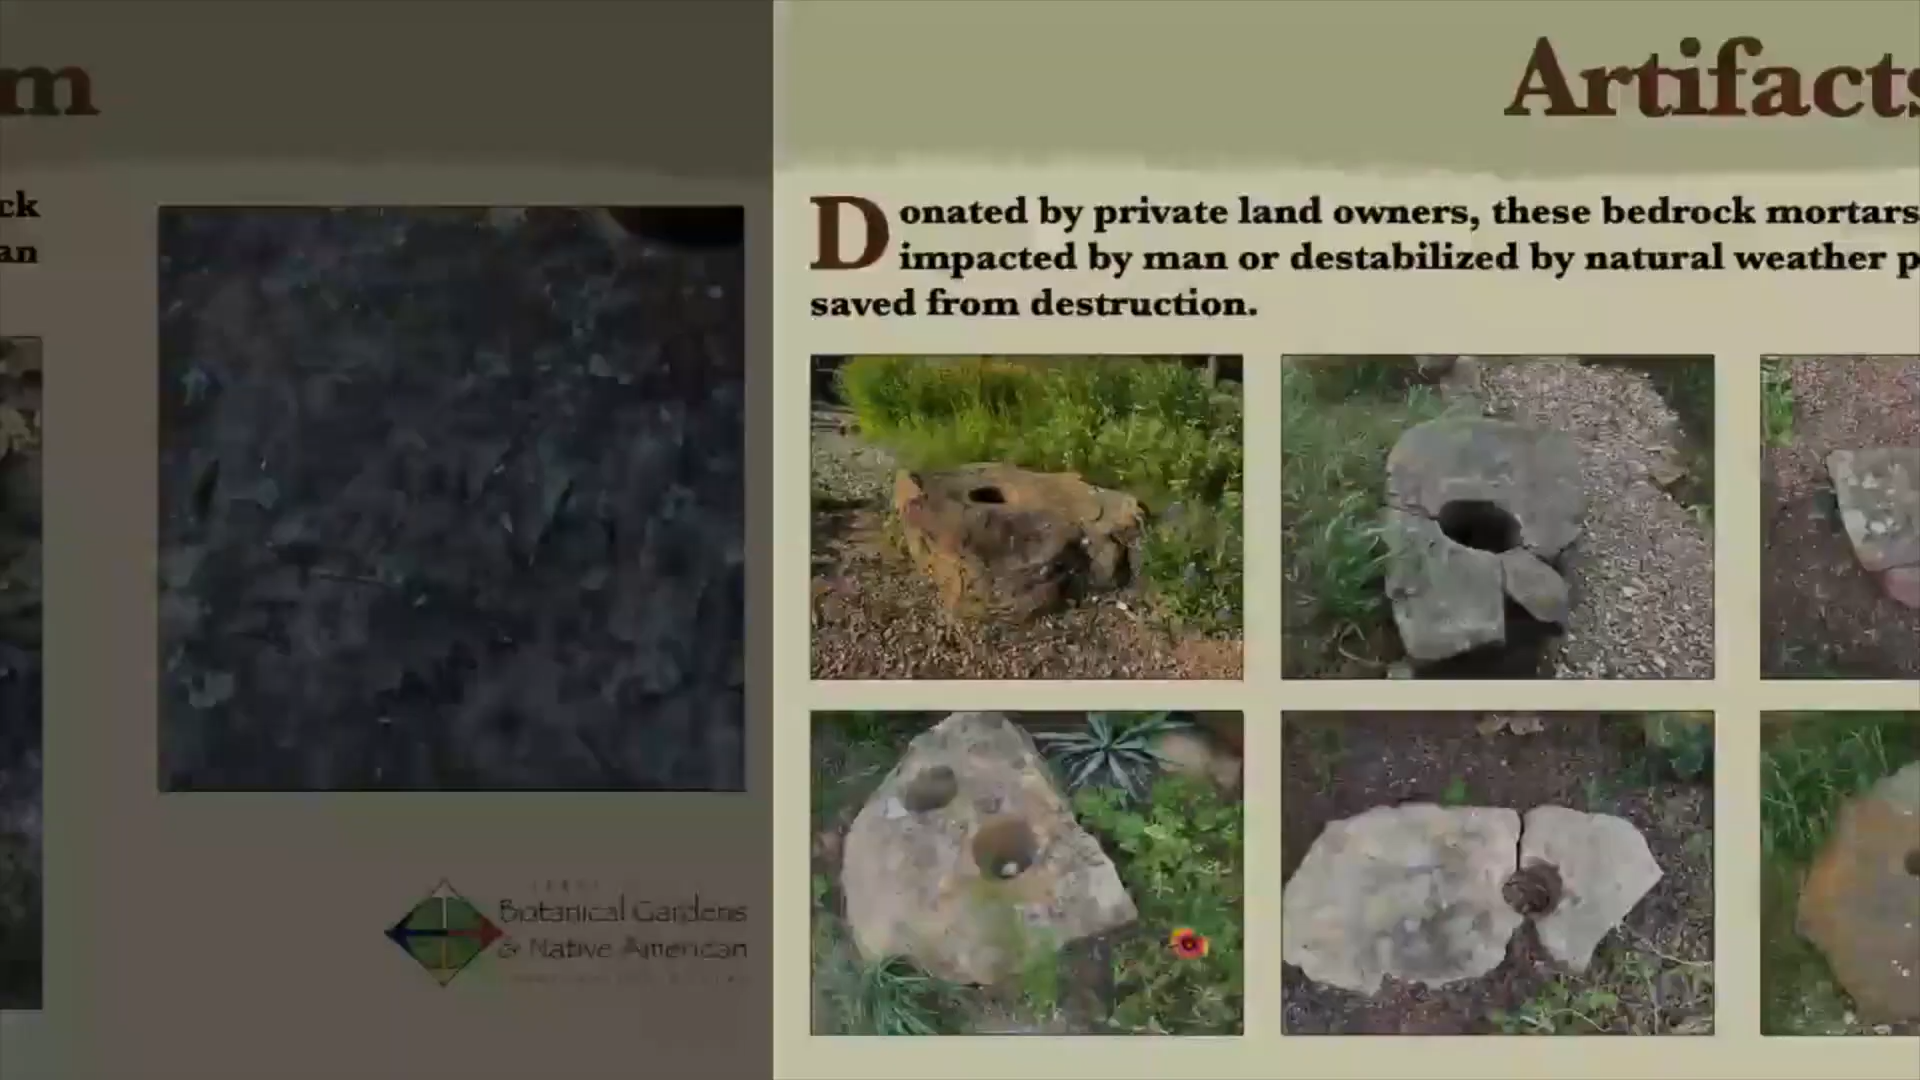 m
ck
an
Botanical Gardens
& Native American
Artifacts
Donated by private land owners, these bedrock mortars
impacted by man or destabilized by natural weather p
saved from destruction.